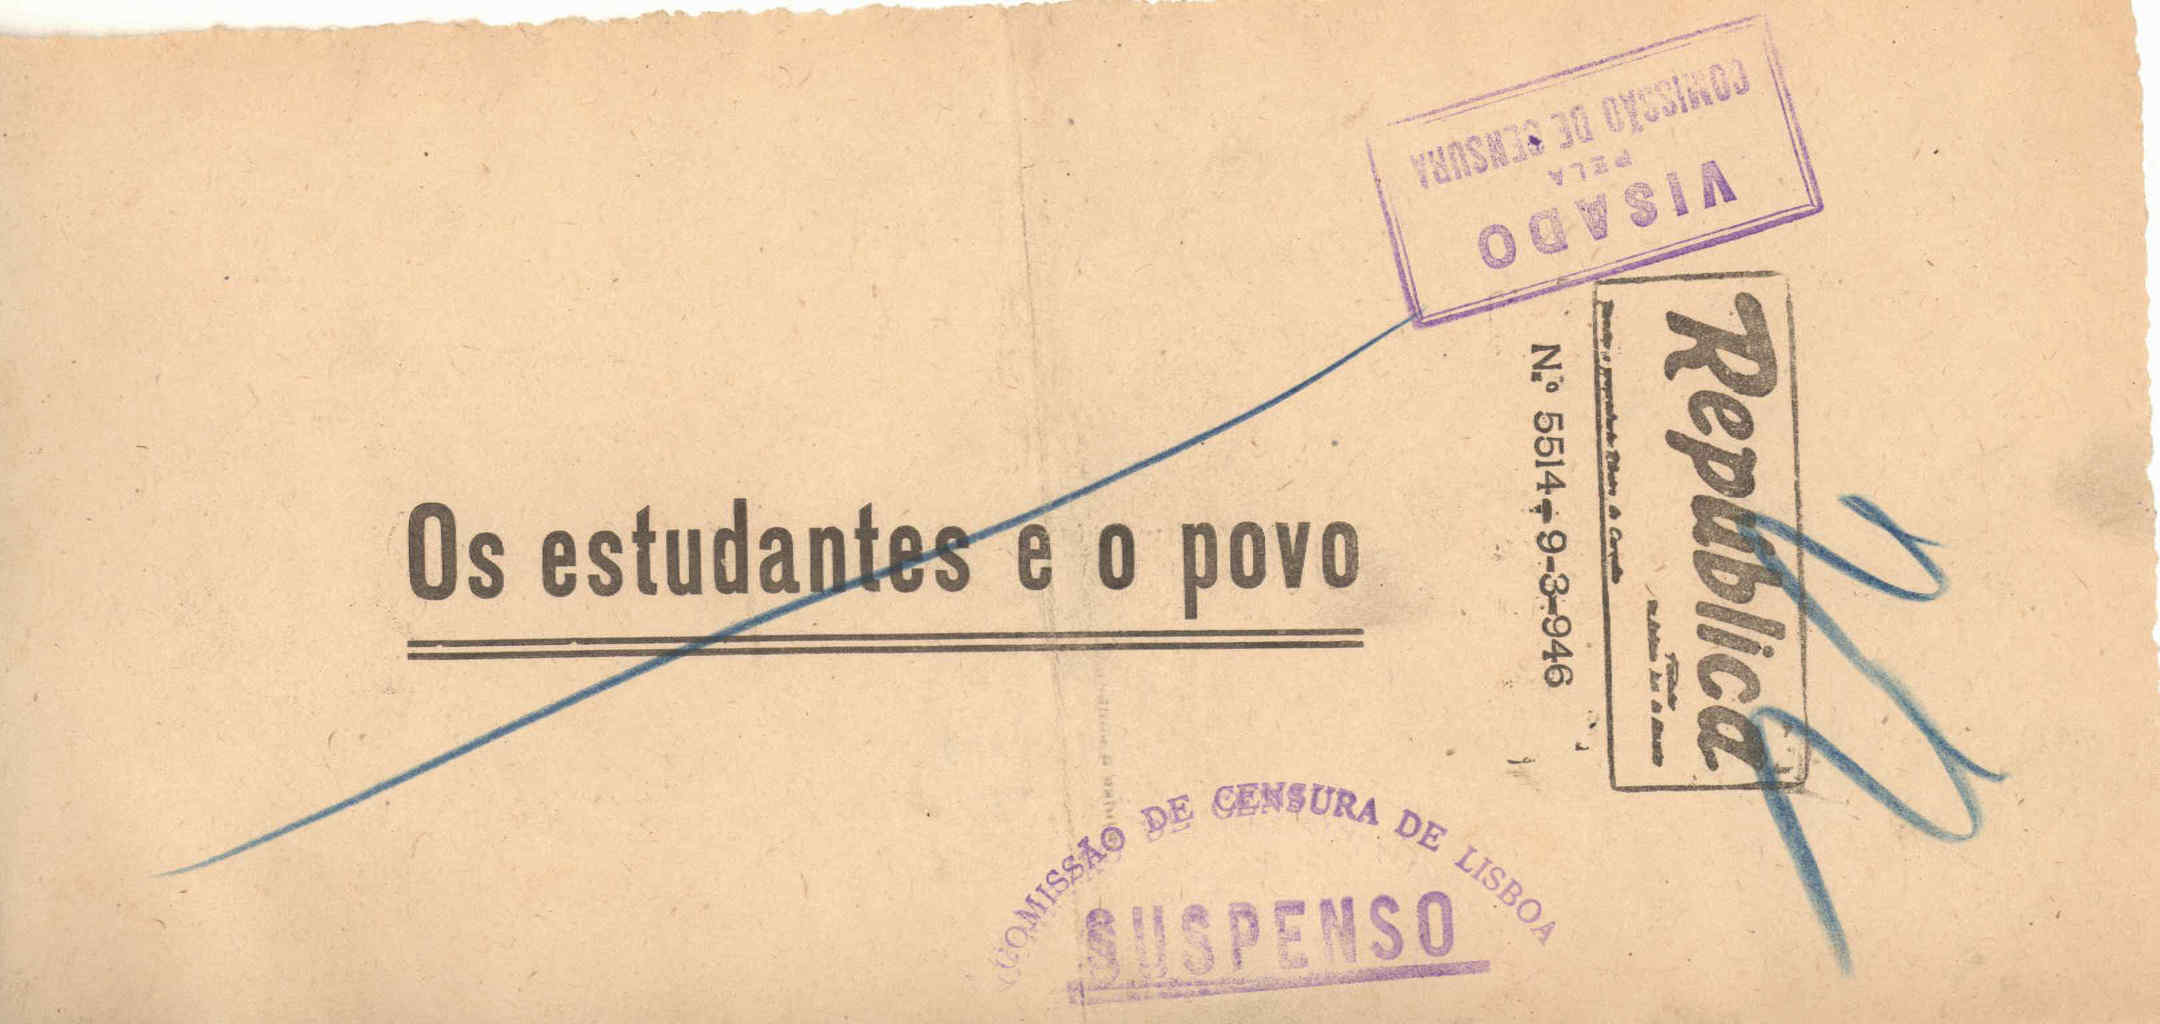 VISADO
PELA
COMISSÃO DE CENSURA
República
N.º 5514-9-3-946
Os estudantes e o povo
COMISSÃO DE CENSURA DE LISBOA
SUSPENSO